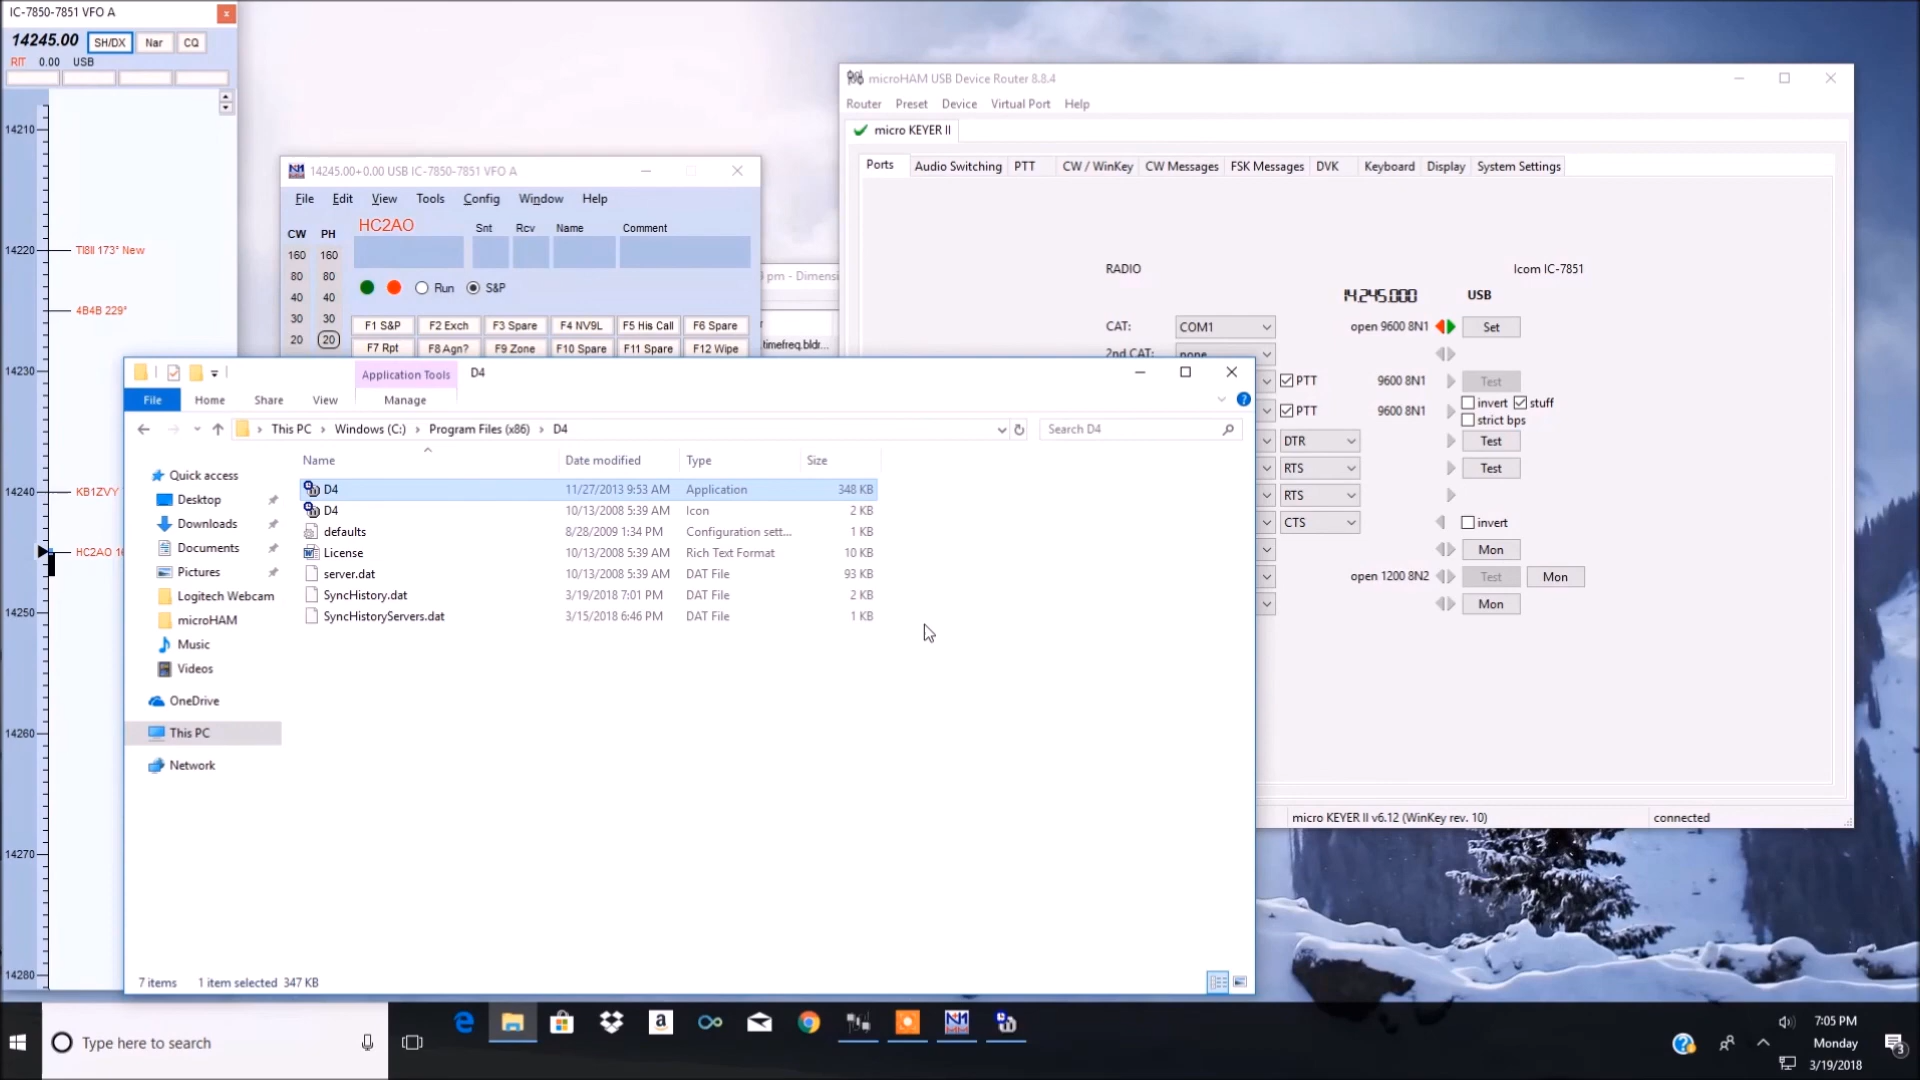 IC-7850-7851 VFO A
x
14245.00
SH/DX
Nar
CQ
RIT 0.00 USB
14210
14220
TI8II 173° New
4B4B 229°
14230
14240
KB1ZVY
HC2AO
14250
14260
14270
14280
14245.00+0.00 USB IC-7850-7851 VFO A
File Edit View Tools Config Window Help
CW PH
HC2AO
Snt Rcv Name Comment
160 160
80 80
40 40
30 30
20 20
Run
S&P
F1 S&P F2 Exch F3 Spare F4 NV9L F5 His Call F6 Spare
F7 Rpt F8 Agn? F9 Zone F10 Spare F11 Spare F12 Wipe
pm - Dimensi
timefreq.bldr...
microHAM USB Device Router 8.8.4
Router Preset Device Virtual Port Help
micro KEYER II
Ports Audio Switching PTT CW / WinKey CW Messages FSK Messages DVK Keyboard Display System Settings
RADIO
Icom IC-7851
14.245.000 USB
CAT: COM1 open 9600 8N1 Set
2nd CAT: none
PTT 9600 8N1 Test
invert stuff
PTT 9600 8N1
strict bps
DTR Test
RTS Test
RTS
CTS invert
Mon
open 1200 8N2 Test Mon
Mon
micro KEYER II v6.12 (WinKey rev. 10)
connected
Application Tools
D4
File Home Share View Manage
?
This PC > Windows (C:) > Program Files (x86) > D4
Search D4
Name Date modified Type Size
D4 11/27/2013 9:53 AM Application 348 KB
D4 10/13/2008 5:39 AM Icon 2 KB
defaults 8/28/2009 1:34 PM Configuration sett... 1 KB
License 10/13/2008 5:39 AM Rich Text Format 10 KB
server.dat 10/13/2008 5:39 AM DAT File 93 KB
SyncHistory.dat 3/19/2018 7:01 PM DAT File 2 KB
SyncHistoryServers.dat 3/15/2018 6:46 PM DAT File 1 KB
Quick access
Desktop
Downloads
Documents
Pictures
Logitech Webcam
microHAM
Music
Videos
OneDrive
This PC
Network
7 items 1 item selected 347 KB
Type here to search
7:05 PM
Monday
3/19/2018
3